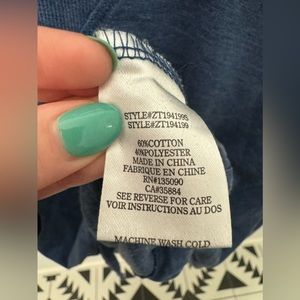 STYLE#ZT194199S
STYLE#ZT194199
60%COTTON
40%POLYESTER
MADE IN CHINA
FABRIQUE EN CHINE
RN#135090
CA#35884
SEE REVERSE FOR CARE
VOIR INSTRUCTIONS AU DOS
MACHINE WASH COLD